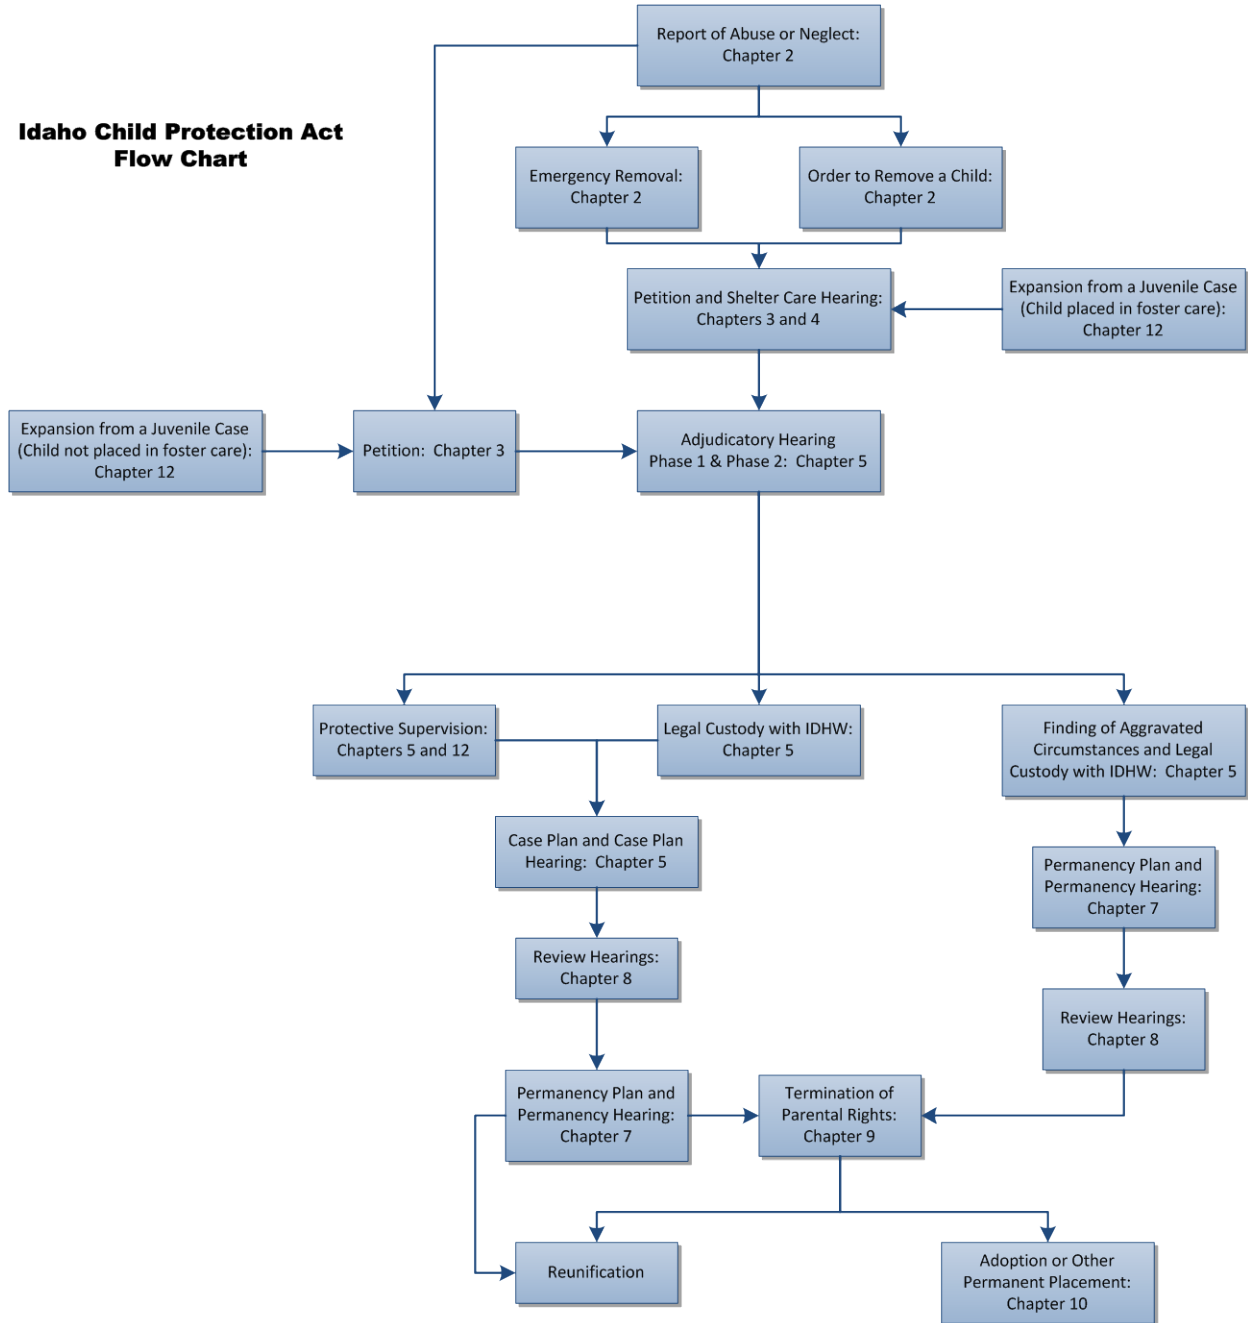 Report of Abuse or Neglect:
Chapter 2
Idaho Child Protection Act
Flow Chart
Emergency Removal:
Chapter 2
Order to Remove a Child:
Chapter 2
Petition and Shelter Care Hearing:
Chapters 3 and 4
Expansion from a Juvenile Case
(Child placed in foster care):
Chapter 12
Expansion from a Juvenile Case
(Child not placed in foster care):
Chapter 12
Petition: Chapter 3
Adjudicatory Hearing
Phase 1 & Phase 2: Chapter 5
Protective Supervision:
Chapters 5 and 12
Legal Custody with IDHW:
Chapter 5
Finding of Aggravated
Circumstances and Legal
Custody with IDHW: Chapter 5
Case Plan and Case Plan
Hearing: Chapter 5
Permanency Plan and
Permanency Hearing:
Chapter 7
Review Hearings:
Chapter 8
Review Hearings:
Chapter 8
Permanency Plan and
Permanency Hearing:
Chapter 7
Termination of
Parental Rights:
Chapter 9
Reunification
Adoption or Other
Permanent Placement:
Chapter 10